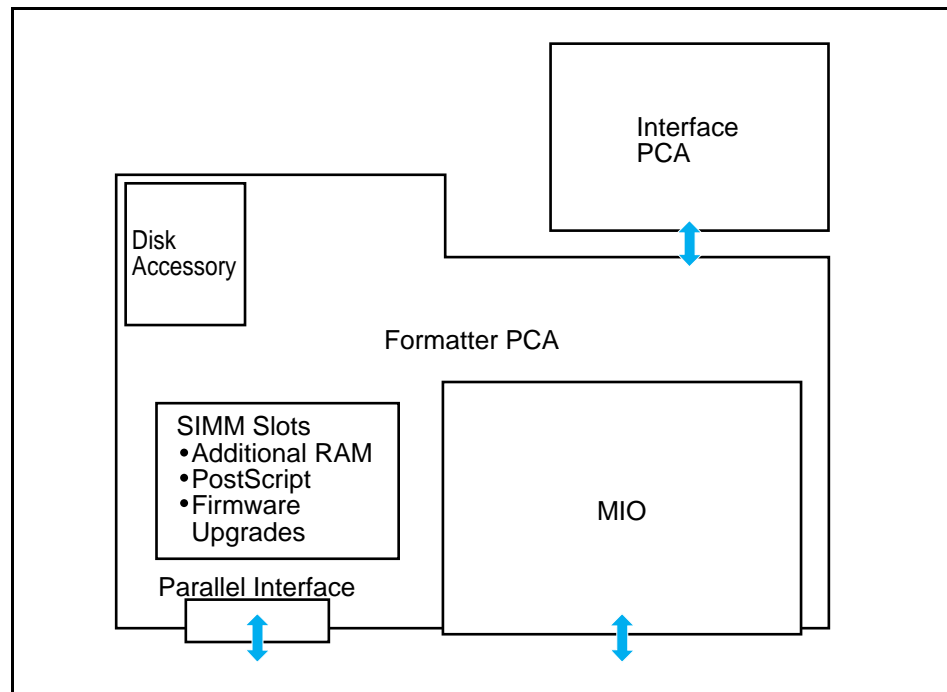 Interface
PCA
Disk
Accessory
Formatter PCA
SIMM Slots
•Additional RAM
•PostScript
•Firmware
Upgrades
MIO
Parallel Interface